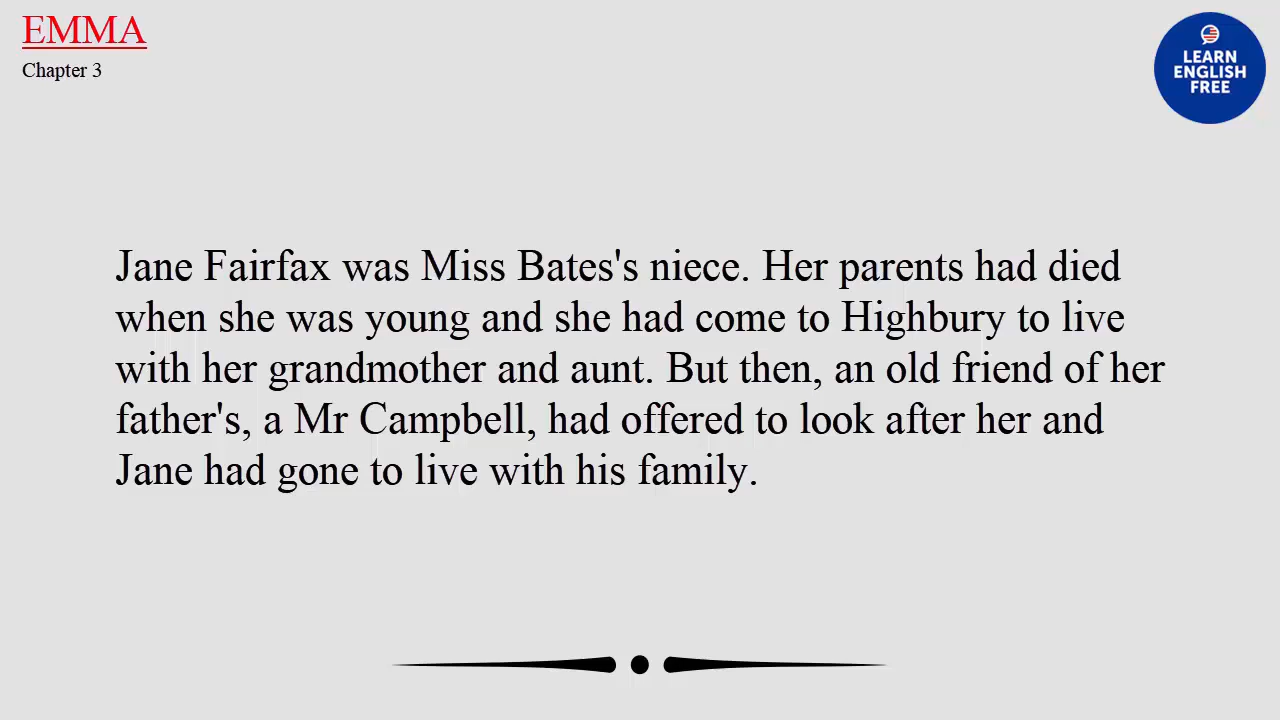 EMMA
Chapter 3
LEARN
ENGLISH
FREE
Jane Fairfax was Miss Bates's niece. Her parents had died
when she was young and she had come to Highbury to live
with her grandmother and aunt. But then, an old friend of her
father's, a Mr Campbell, had offered to look after her and
Jane had gone to live with his family.